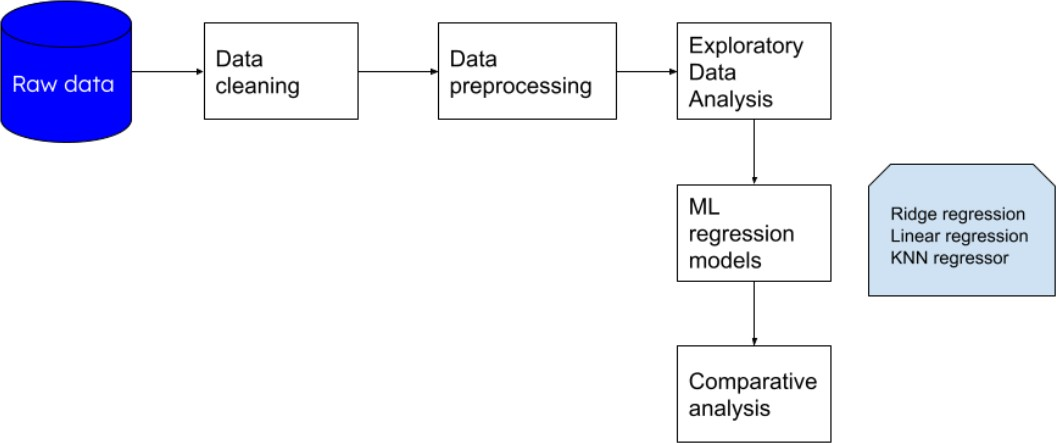 Raw data
Data
cleaning
Data
preprocessing
Exploratory
Data
Analysis
ML
regression
models
Ridge regression
Linear regression
KNN regressor
Comparative
analysis